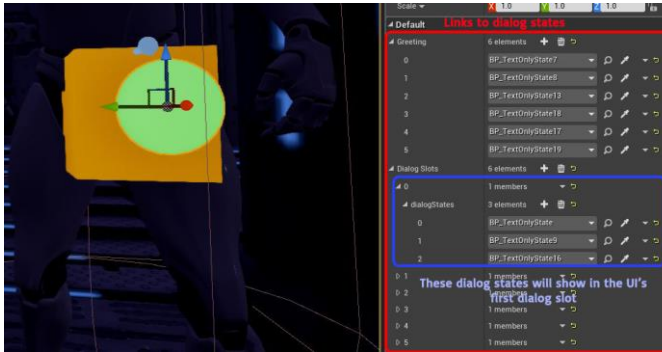 Scale
X 1.0 Y 1.0 Z 1.0
Default
Links to dialog states
Greeting 6 elements
0 BP_TextOnlyState7
1 BP_TextOnlyState8
2 BP_TextOnlyState13
3 BP_TextOnlyState18
4 BP_TextOnlyState17
5 BP_TextOnlyState19
Dialog Slots 6 elements
0 1 members
dialogStates 3 elements
0 BP_TextOnlyState
1 BP_TextOnlyState9
2 BP_TextOnlyState16
1 1 members
These dialog states will show in the UI's
2 1 members
first dialog slot
3 1 members
4 1 members
5 1 members